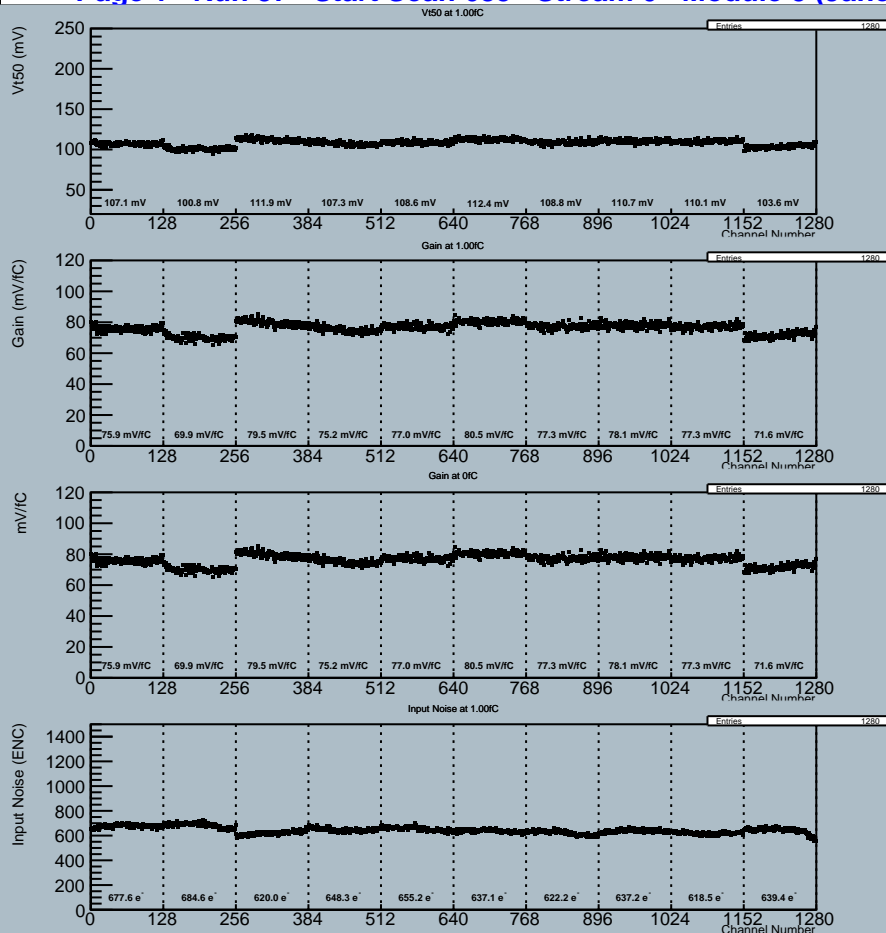 Vt50 at 1.00fC
Entries 1280
Vt50 (mV)
250
200
150
100
50
107.1 mV 100.8 mV 111.9 mV 107.3 mV 108.6 mV 112.4 mV 108.8 mV 110.7 mV 110.1 mV 103.6 mV
0 128 256 384 512 640 768 896 1024 1152 1280
Channel Number
Gain at 1.00fC
Entries 1280
Gain (mV/fC)
120
100
80
60
40
20
0
75.9 mV/fC 69.9 mV/fC 79.5 mV/fC 75.2 mV/fC 77.0 mV/fC 80.5 mV/fC 77.3 mV/fC 78.1 mV/fC 77.3 mV/fC 71.6 mV/fC
0 128 256 384 512 640 768 896 1024 1152 1280
Channel Number
Gain at 0fC
Entries 1280
mV/fC
120
100
80
60
40
20
0
75.9 mV/fC 69.9 mV/fC 79.5 mV/fC 75.2 mV/fC 77.0 mV/fC 80.5 mV/fC 77.3 mV/fC 78.1 mV/fC 77.3 mV/fC 71.6 mV/fC
0 128 256 384 512 640 768 896 1024 1152 1280
Channel Number
Input Noise at 1.00fC
Entries 1280
Input Noise (ENC)
1400
1200
1000
800
600
400
200
0
677.6 e⁻ 684.6 e⁻ 620.0 e⁻ 648.3 e⁻ 655.2 e⁻ 637.1 e⁻ 622.2 e⁻ 637.2 e⁻ 618.5 e⁻ 639.4 e⁻
0 128 256 384 512 640 768 896 1024 1152 1280
Channel Number